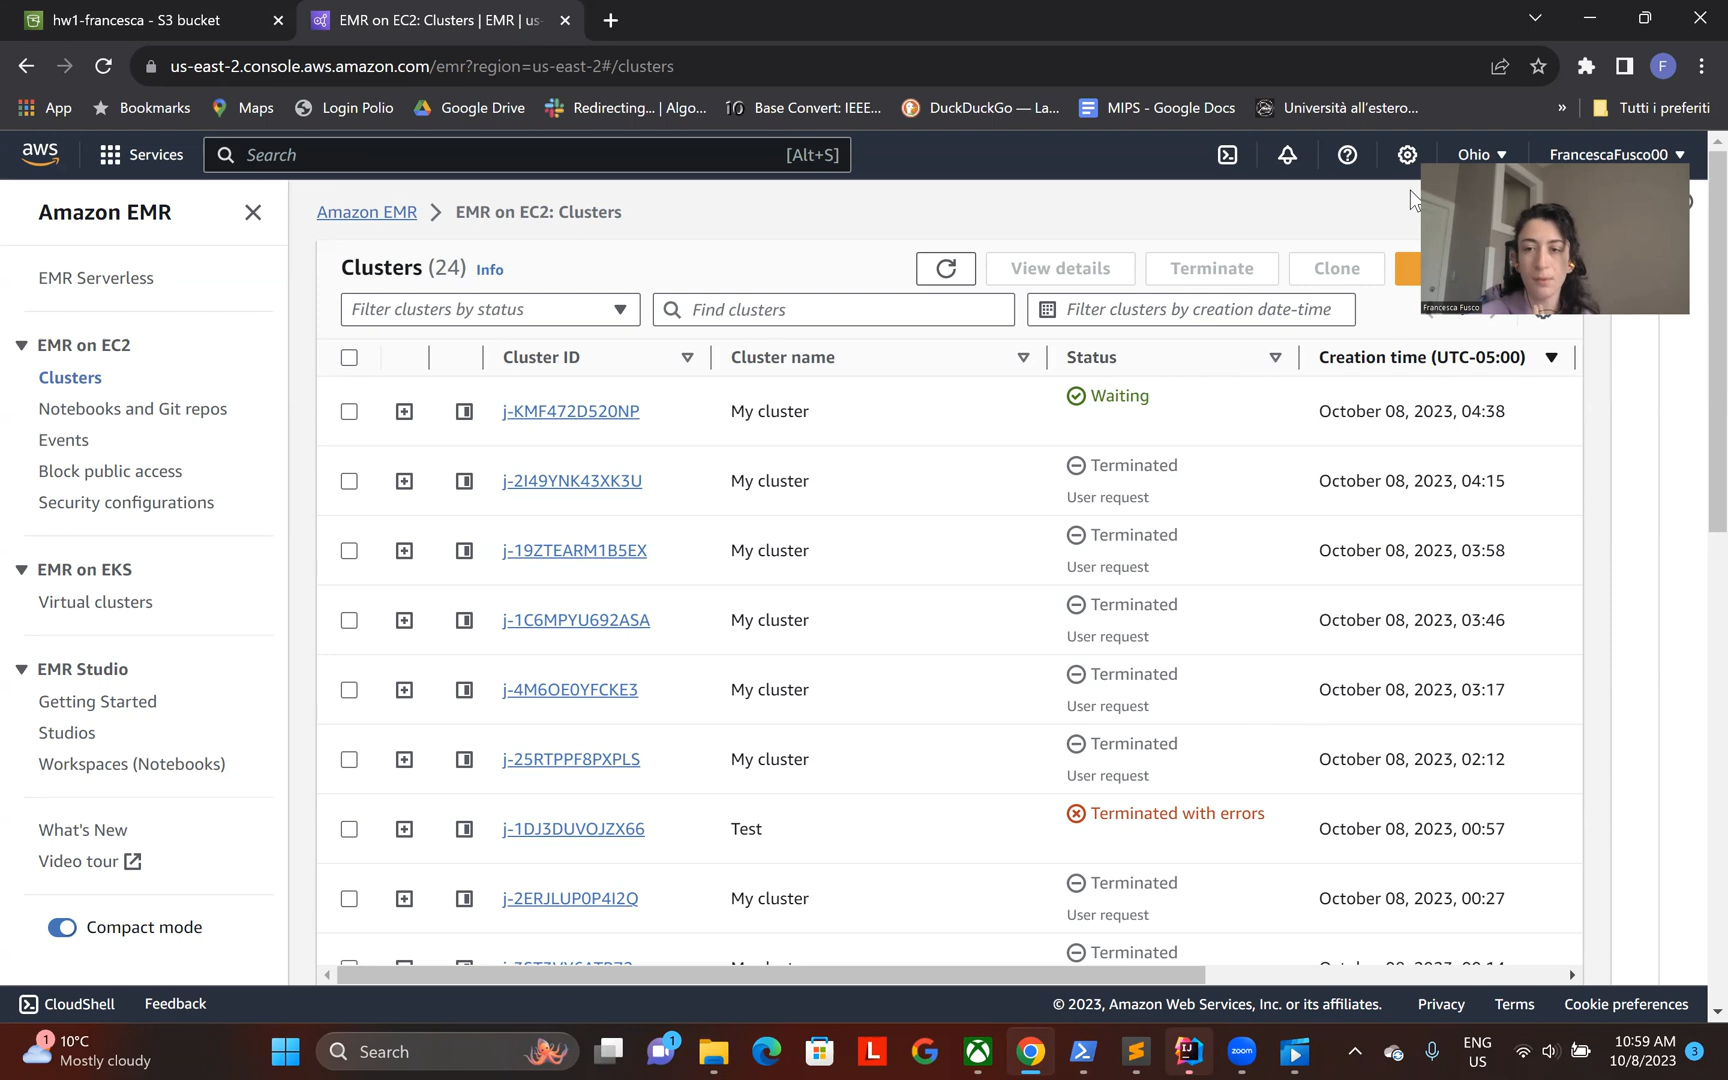 hw1-francesca - S3 bucket
EMR on EC2: Clusters | EMR | us-
us-east-2.console.aws.amazon.com/emr?region=us-east-2#/clusters
F
App
Bookmarks
Maps
Login Polio
Google Drive
Redirecting... | Algo...
Base Convert: IEEE...
DuckDuckGo — La...
MIPS - Google Docs
Università all'estero...
»
Tutti i preferiti
aws
Services
Search
[Alt+S]
Ohio
FrancescaFusco00
Amazon EMR
EMR Serverless
EMR on EC2
Clusters
Notebooks and Git repos
Events
Block public access
Security configurations
EMR on EKS
Virtual clusters
EMR Studio
Getting Started
Studios
Workspaces (Notebooks)
What's New
Video tour
Compact mode
Amazon EMR
EMR on EC2: Clusters
Clusters (24) Info
View details
Terminate
Clone
Francesca Fusco
Filter clusters by status
Find clusters
Filter clusters by creation date-time
Cluster ID Cluster name Status Creation time (UTC-05:00)
j-KMF472D520NP My cluster Waiting October 08, 2023, 04:38
j-2I49YNK43XK3U My cluster Terminated User request October 08, 2023, 04:15
j-19ZTEARM1B5EX My cluster Terminated User request October 08, 2023, 03:58
j-1C6MPYU692ASA My cluster Terminated User request October 08, 2023, 03:46
j-4M6OE0YFCKE3 My cluster Terminated User request October 08, 2023, 03:17
j-25RTPPF8PXPLS My cluster Terminated User request October 08, 2023, 02:12
j-1DJ3DUVOJZX66 Test Terminated with errors October 08, 2023, 00:57
j-2ERJLUP0P4I2Q My cluster Terminated User request October 08, 2023, 00:27
Terminated
CloudShell
Feedback
© 2023, Amazon Web Services, Inc. or its affiliates.
Privacy
Terms
Cookie preferences
1
10°C
Mostly cloudy
Search
1
L
zoom
ENG
US
10:59 AM
10/8/2023
3